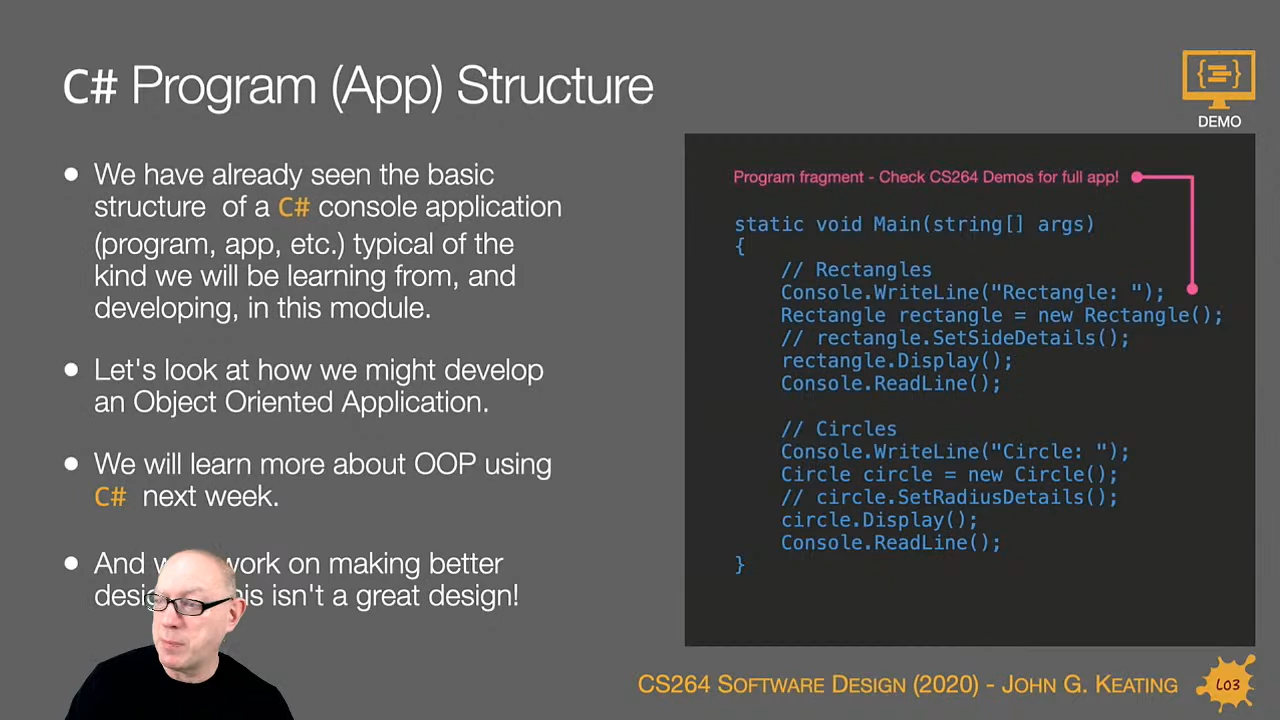 C# Program (App) Structure
DEMO
We have already seen the basic
structure of a C# console application
(program, app, etc.) typical of the
kind we will be learning from, and
developing, in this module.
Let's look at how we might develop
an Object Oriented Application.
We will learn more about OOP using
C# next week.
And work on making better
isn't a great design!
Program fragment - Check CS264 Demos for full app!
static void Main(string[] args)
{
// Rectangles
Console.WriteLine("Rectangle: ");
Rectangle rectangle = new Rectangle();
// rectangle.SetSideDetails();
rectangle.Display();
Console.ReadLine();
// Circles
Console.WriteLine("Circle: ");
Circle circle = new Circle();
// circle.SetRadiusDetails();
circle.Display();
Console.ReadLine();
}
CS264 Software Design (2020) - John G. Keating
L03